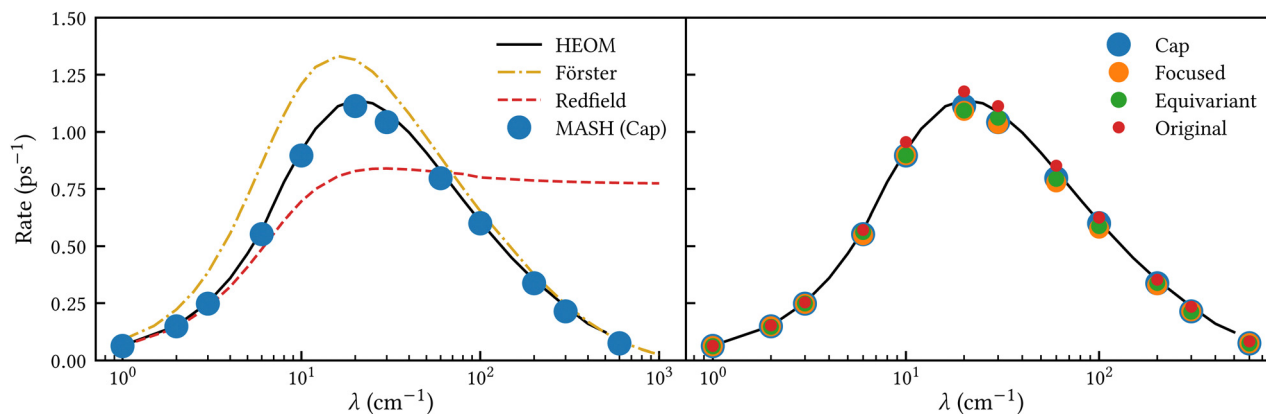 1.50
1.25
1.00
0.75
0.50
0.25
0.00
Rate (ps⁻¹)
HEOM
Förster
Redfield
MASH (Cap)
10⁰
10¹
10²
10³
λ (cm⁻¹)
Cap
Focused
Equivariant
Original
10⁰
10¹
10²
λ (cm⁻¹)